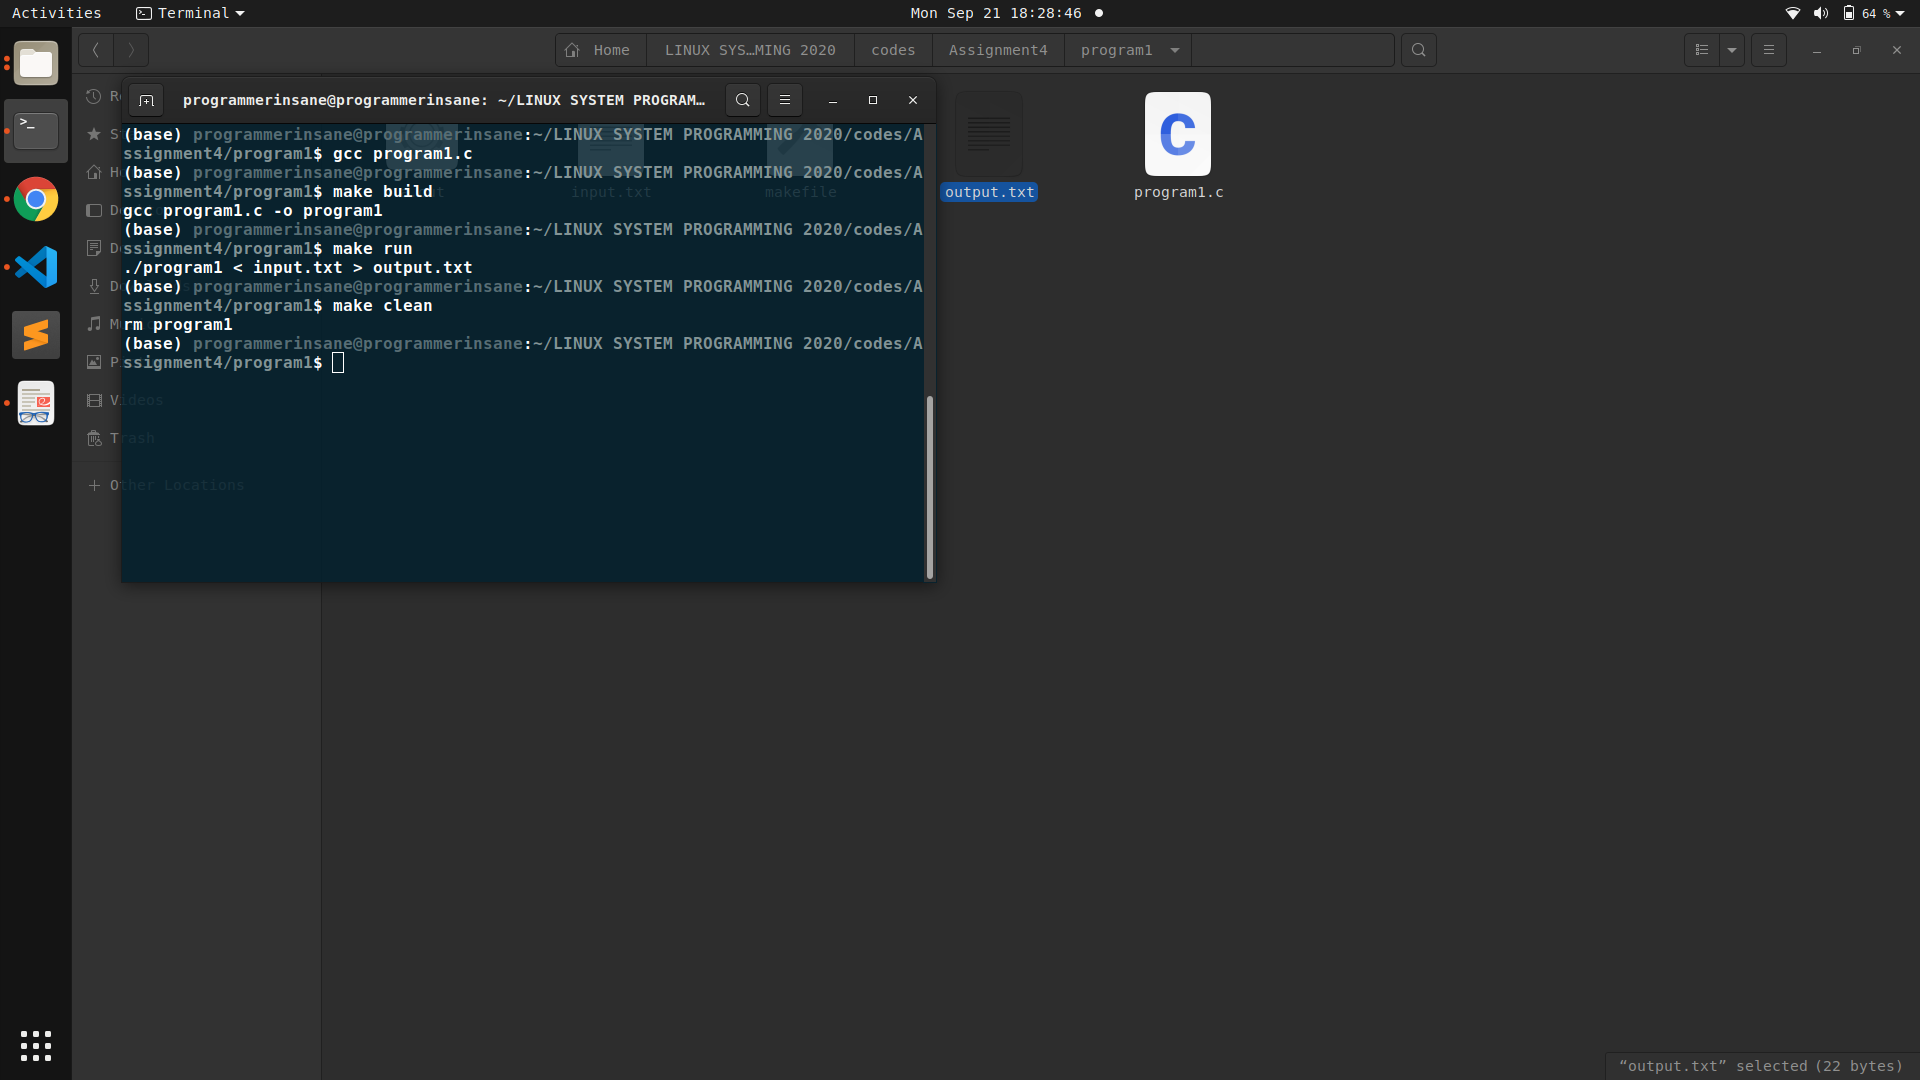 Activities
Terminal
Mon Sep 21 18:28:46
64 %
Home
LINUX SYS…MING 2020
codes
Assignment4
program1
programmerinsane@programmerinsane: ~/LINUX SYSTEM PROGRAM…
(base) programmerinsane@programmerinsane:~/LINUX SYSTEM PROGRAMMING 2020/codes/A
ssignment4/program1$ gcc program1.c
(base) programmerinsane@programmerinsane:~/LINUX SYSTEM PROGRAMMING 2020/codes/A
ssignment4/program1$ make build
gcc program1.c -o program1
(base) programmerinsane@programmerinsane:~/LINUX SYSTEM PROGRAMMING 2020/codes/A
ssignment4/program1$ make run
./program1 < input.txt > output.txt
(base) programmerinsane@programmerinsane:~/LINUX SYSTEM PROGRAMMING 2020/codes/A
ssignment4/program1$ make clean
rm program1
(base) programmerinsane@programmerinsane:~/LINUX SYSTEM PROGRAMMING 2020/codes/A
ssignment4/program1$
Videos
Trash
Other Locations
input.txt
makefile
output.txt
C
program1.c
“output.txt” selected (22 bytes)